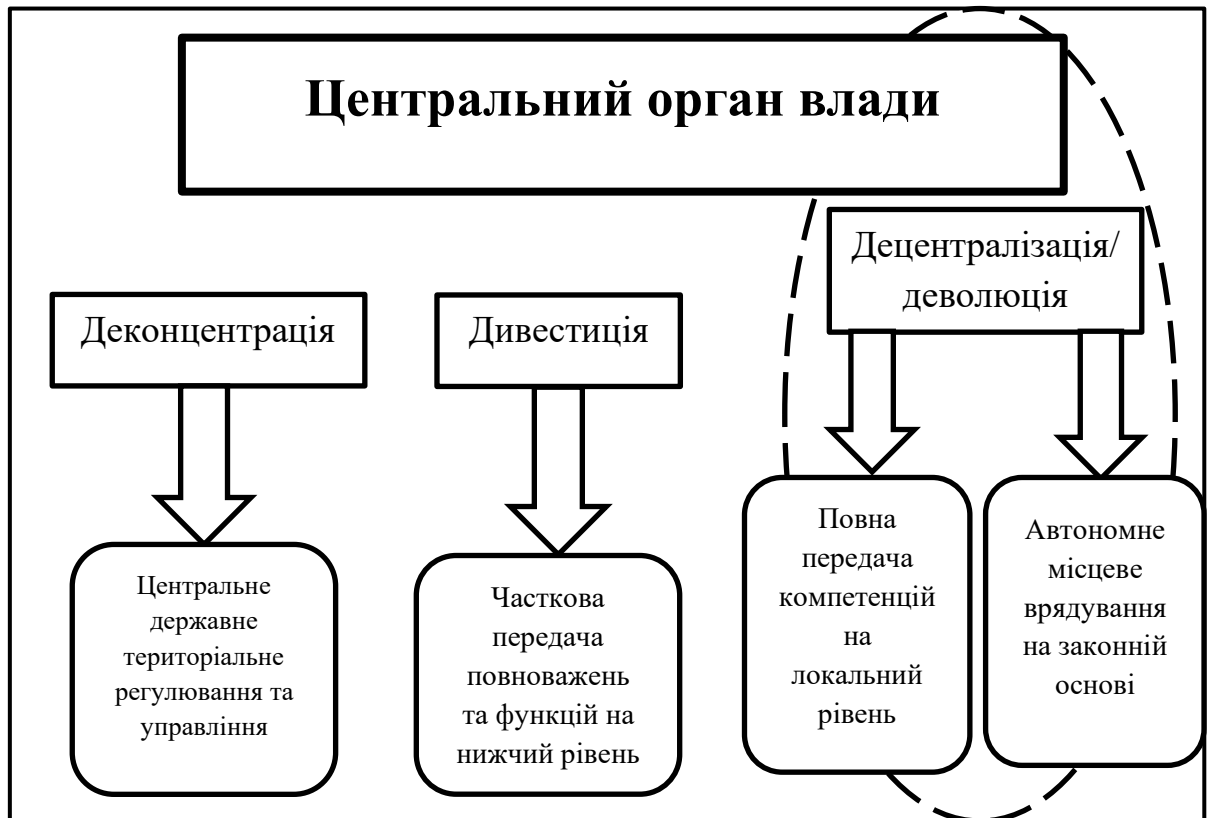 Центральний орган влади
Децентралізація/
деволюція
Деконцентрація
Дивестиція
Центральне
державне
територіальне
регулювання та
управління
Часткова
передача
повноважень
та функцій на
нижчий рівень
Повна
передача
компетенцій
на
локальний
рівень
Автономне
місцеве
врядування
на законній
основі